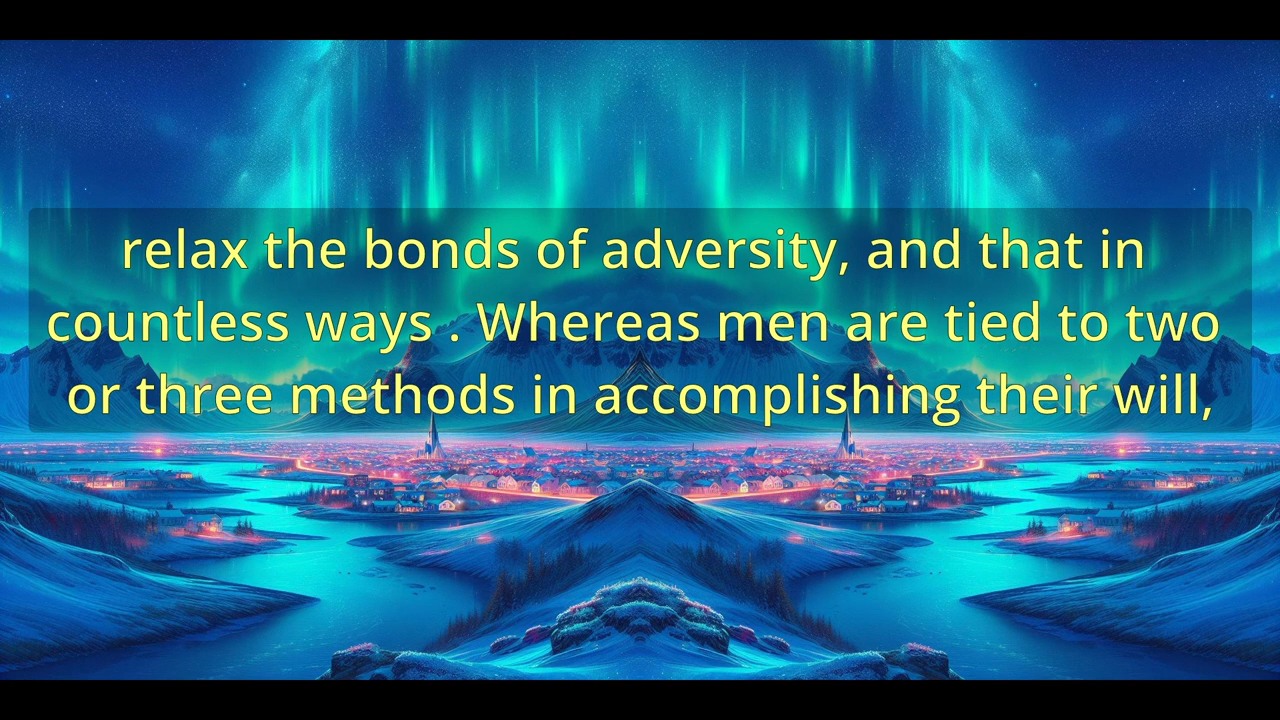 relax the bonds of adversity, and that in
countless ways . Whereas men are tied to two
or three methods in accomplishing their will,